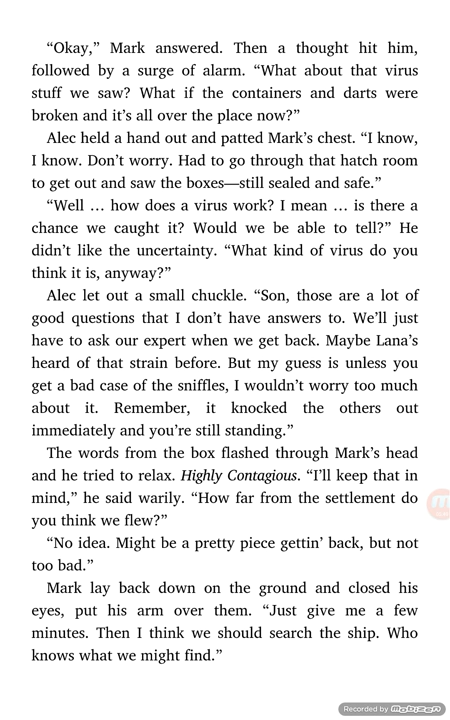 “Okay,” Mark answered. Then a thought hit him,
followed by a surge of alarm. “What about that virus
stuff we saw? What if the containers and darts were
broken and it’s all over the place now?”
Alec held a hand out and patted Mark’s chest. “I know,
I know. Don’t worry. Had to go through that hatch room
to get out and saw the boxes—still sealed and safe.”
“Well … how does a virus work? I mean … is there a
chance we caught it? Would we be able to tell?” He
didn’t like the uncertainty. “What kind of virus do you
think it is, anyway?”
Alec let out a small chuckle. “Son, those are a lot of
good questions that I don’t have answers to. We’ll just
have to ask our expert when we get back. Maybe Lana’s
heard of that strain before. But my guess is unless you
get a bad case of the sniffles, I wouldn’t worry too much
about it. Remember, it knocked the others out
immediately and you’re still standing.”
The words from the box flashed through Mark’s head
and he tried to relax. Highly Contagious. “I’ll keep that in
mind,” he said warily. “How far from the settlement do
you think we flew?”
“No idea. Might be a pretty piece gettin’ back, but not
too bad.”
Mark lay back down on the ground and closed his
eyes, put his arm over them. “Just give me a few
minutes. Then I think we should search the ship. Who
knows what we might find.”
Recorded by Mobizen